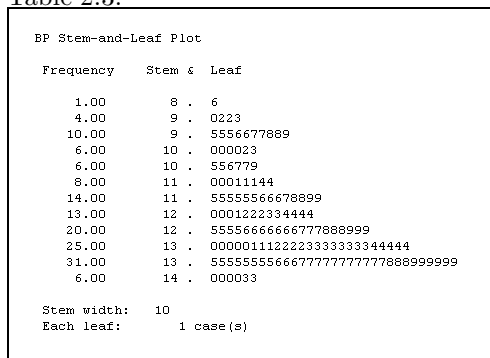 Table
BP Stem-and-Leaf Plot
Frequency Stem & Leaf
1.00 8 . 6
4.00 9 . 0223
10.00 9 . 5556677889
6.00 10 . 000023
6.00 10 . 556779
8.00 11 . 00011144
14.00 11 . 55555566678899
13.00 12 . 0001222334444
20.00 12 . 55556666666777888999
25.00 13 . 0000011122223333333344444
31.00 13 . 5555555566677777777777888999999
6.00 14 . 000033
Stem width: 10
Each leaf: 1 case(s)